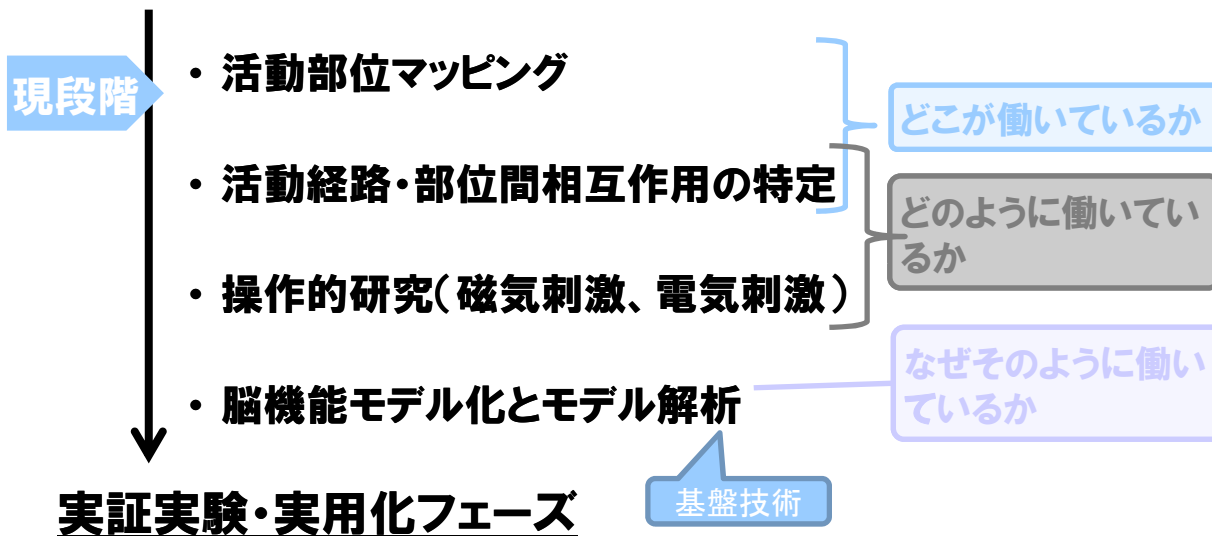 現段階
・ 活動部位マッピング
どこが働いているか
・ 活動経路・部位間相互作用の特定
どのように働いてい
るか
・ 操作的研究(磁気刺激、電気刺激)
なぜそのように働い
ているか
・ 脳機能モデル化とモデル解析
基盤技術
実証実験・実用化フェーズ